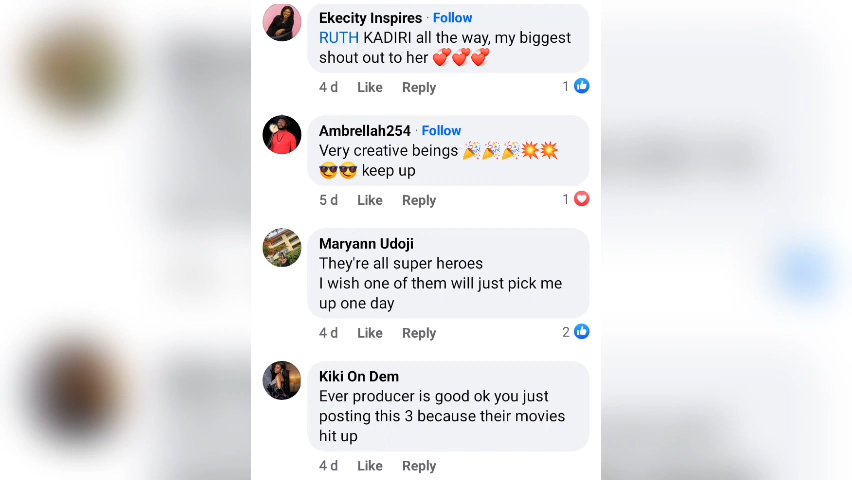 Ekecity Inspires · Follow
RUTH KADIRI all the way, my biggest
shout out to her 💞💞💞
4 d Like Reply 1
Ambrellah254 · Follow
Very creative beings 🎉🎉🎉💥💥
😎😎 keep up
5 d Like Reply 1
Maryann Udoji
They're all super heroes
I wish one of them will just pick me
up one day
4 d Like Reply 2
Kiki On Dem
Ever producer is good ok you just
posting this 3 because their movies
hit up
4 d Like Reply